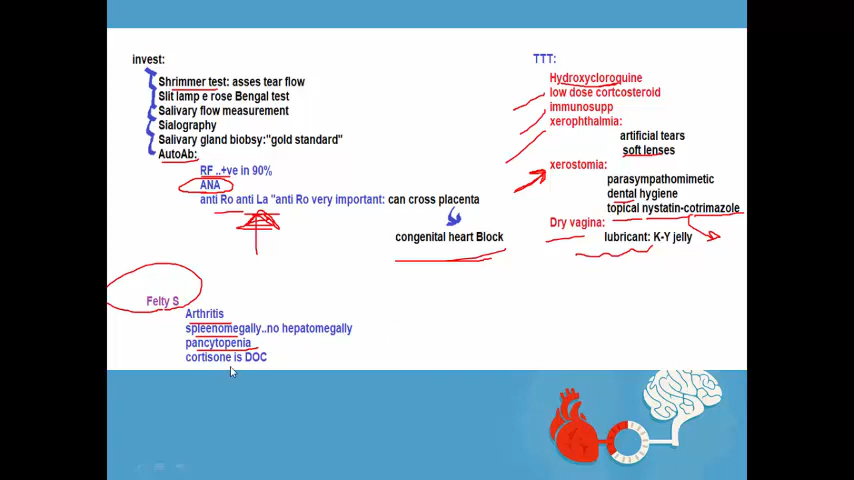 invest:
Shrimmer test: asses tear flow
Slit lamp e rose Bengal test
Salivary flow measurement
Sialography
Salivary gland biobsy:"gold standard"
AutoAb:
RF ..+ve in 90%
ANA
anti Ro anti La "anti Ro very important: can cross placenta
congenital heart Block
Felty S
Arthritis
spleenomegally..no hepatomegally
pancytopenia
cortisone is DOC
TTT:
Hydroxycloroquine
low dose cortcosteroid
immunosupp
xerophthalmia:
artificial tears
soft lenses
xerostomia:
parasympathomimetic
dental hygiene
topical nystatin-cotrimazole
Dry vagina:
lubricant: K-Y jelly